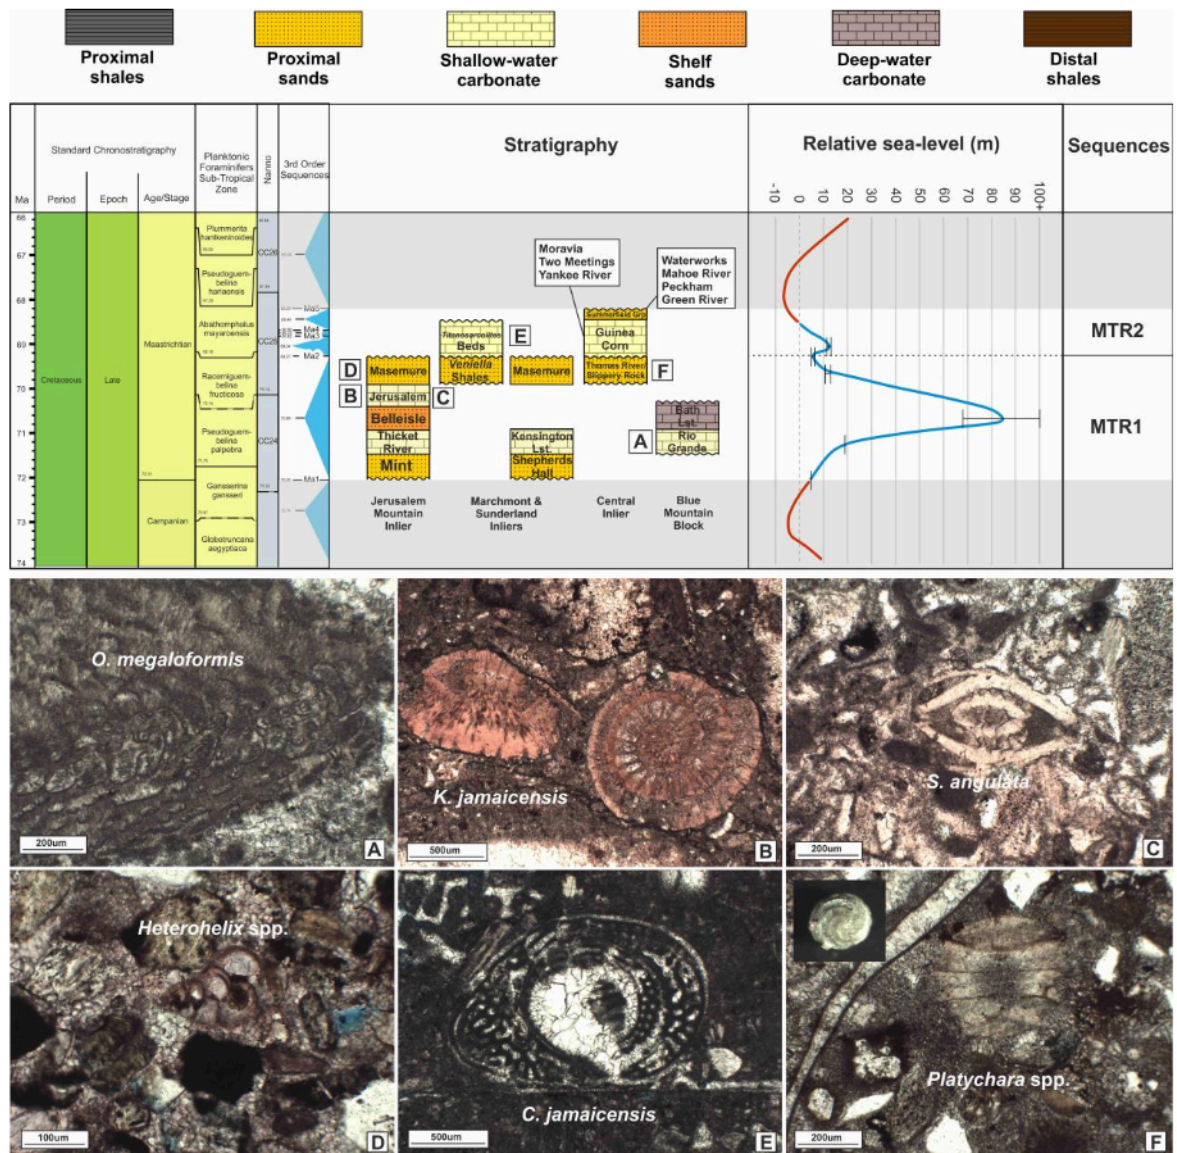 Proximal
shales
Proximal
sands
Shallow-water
carbonate
Shelf
sands
Deep-water
carbonate
Distal
shales
Ma
Standard Chronostratigraphy
Period
Epoch
Age/Stage
Planktonic
Foraminifers
Sub-Tropical
Zone
Nanno
3rd Order
Sequences
Stratigraphy
Relative sea-level (m)
-10
0
10
20
30
40
50
60
70
80
90
100+
Sequences
66
67
68
69
70
71
72
73
74
Cretaceous
Late
Maastrichtian
Campanian
Plummerita
hantkeninoides
Pseudoguem-
belina
hariaensis
Abathomphalus
mayaroensis
Racemiguem-
belina
fructicosa
Pseudoguem-
belina
palpebra
Gansserina
gansseri
Globotruncana
aegyptiaca
CC26
CC25
CC24
Ma5
Ma4
Ma3
Ma2
Ma1
Moravia
Two Meetings
Yankee River
Waterworks
Mahoe River
Peckham
Green River
D
Masemure
B
Jerusalem
C
Belleisle
Thicket
River
Mint
Titanosarcolites
Beds
E
Veniella
Shales
Masemure
Kensington
Lst.
Shepherds
Hall
Summerfield Grp
Guinea
Corn
Thomas River/
Slippery Rock
F
Bath
Lst.
A
Rio
Grande
Jerusalem
Mountain
Inlier
Marchmont &
Sunderland
Inliers
Central
Inlier
Blue
Mountain
Block
MTR2
MTR1
O. megaloformis
200um
A
K. jamaicensis
500um
B
S. angulata
200um
C
Heterohelix spp.
100um
D
C. jamaicensis
500um
E
Platychara spp.
200um
F